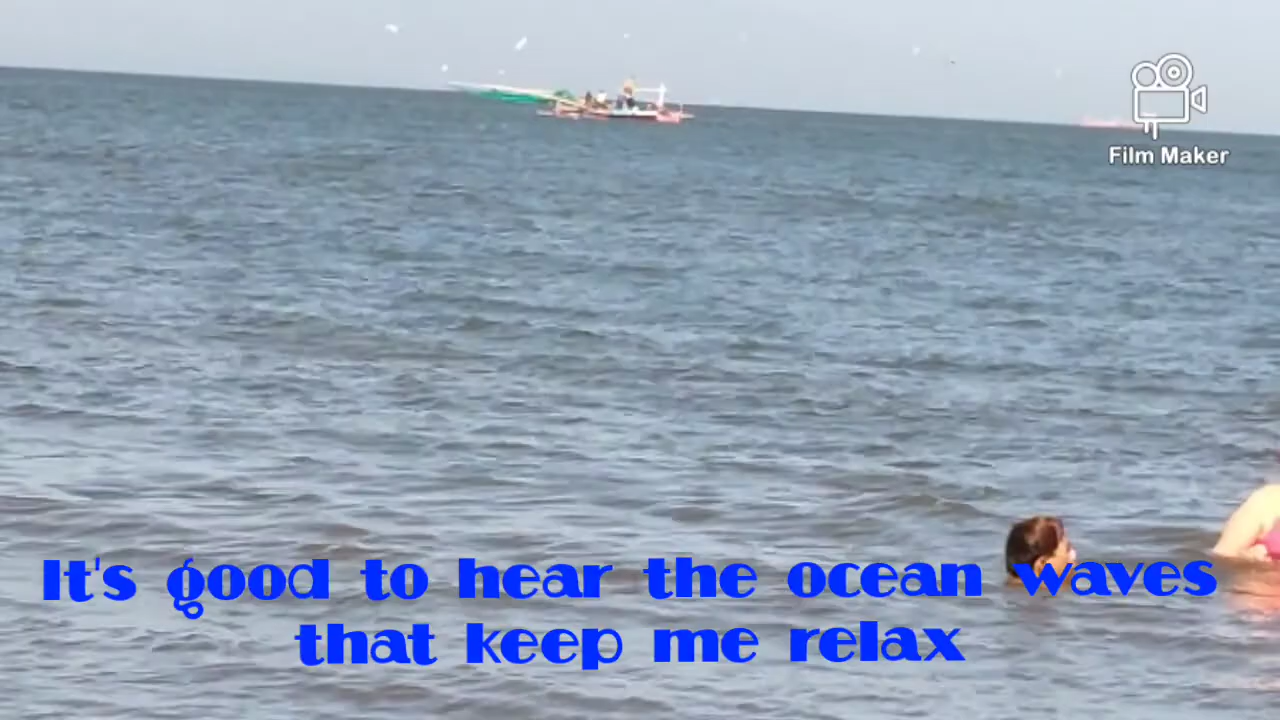 Film Maker
It's good to hear the ocean waves
that keep me relax